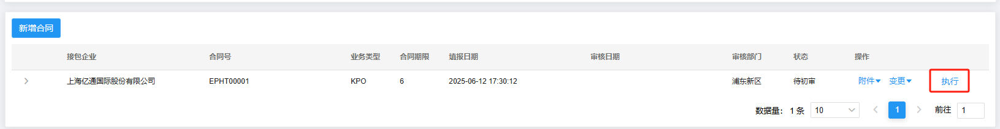 新增合同
接包企业 合同号 业务类型 合同期限 填报日期 审核日期 审核部门 状态 操作
上海亿通国际股份有限公司 EPHT00001 KPO 6 2025-06-12 17:30:12 浦东新区 待初审 附件 变更 执行
数据量： 1 条 10 1 前往 1